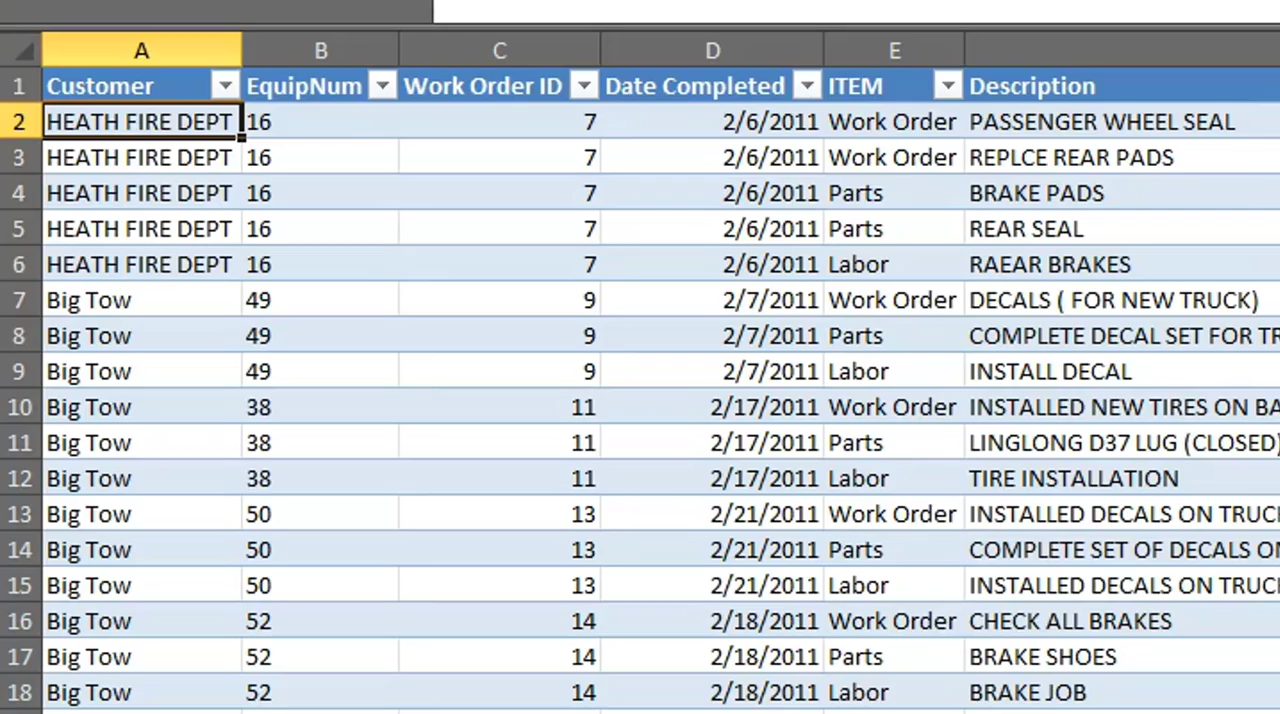 A B C D E
1 Customer EquipNum Work Order ID Date Completed ITEM Description
2 HEATH FIRE DEPT 16 7 2/6/2011 Work Order PASSENGER WHEEL SEAL
3 HEATH FIRE DEPT 16 7 2/6/2011 Work Order REPLCE REAR PADS
4 HEATH FIRE DEPT 16 7 2/6/2011 Parts BRAKE PADS
5 HEATH FIRE DEPT 16 7 2/6/2011 Parts REAR SEAL
6 HEATH FIRE DEPT 16 7 2/6/2011 Labor RAEAR BRAKES
7 Big Tow 49 9 2/7/2011 Work Order DECALS ( FOR NEW TRUCK)
8 Big Tow 49 9 2/7/2011 Parts COMPLETE DECAL SET FOR TR
9 Big Tow 49 9 2/7/2011 Labor INSTALL DECAL
10 Big Tow 38 11 2/17/2011 Work Order INSTALLED NEW TIRES ON BA
11 Big Tow 38 11 2/17/2011 Parts LINGLONG D37 LUG (CLOSED)
12 Big Tow 38 11 2/17/2011 Labor TIRE INSTALLATION
13 Big Tow 50 13 2/21/2011 Work Order INSTALLED DECALS ON TRUC
14 Big Tow 50 13 2/21/2011 Parts COMPLETE SET OF DECALS ON
15 Big Tow 50 13 2/21/2011 Labor INSTALLED DECALS ON TRUC
16 Big Tow 52 14 2/18/2011 Work Order CHECK ALL BRAKES
17 Big Tow 52 14 2/18/2011 Parts BRAKE SHOES
18 Big Tow 52 14 2/18/2011 Labor BRAKE JOB